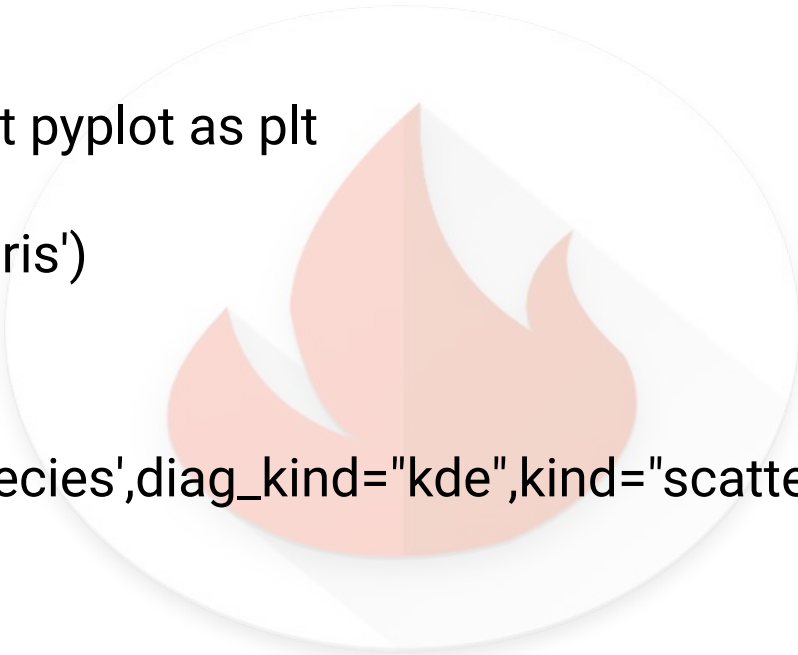 t pyplot as plt
ris')
ecies',diag_kind="kde",kind="scatte